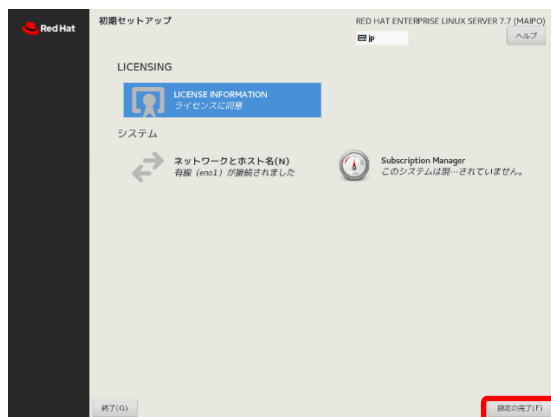 Red Hat
初期セットアップ
RED HAT ENTERPRISE LINUX SERVER 7.7 (MAIPO)
jp
ヘルプ
LICENSING
LICENSE INFORMATION
ライセンスに同意
システム
ネットワークとホスト名(N)
有線 (eno1) が接続されました
Subscription Manager
このシステムは現…されていません。
終了(Q)
設定の完了(F)